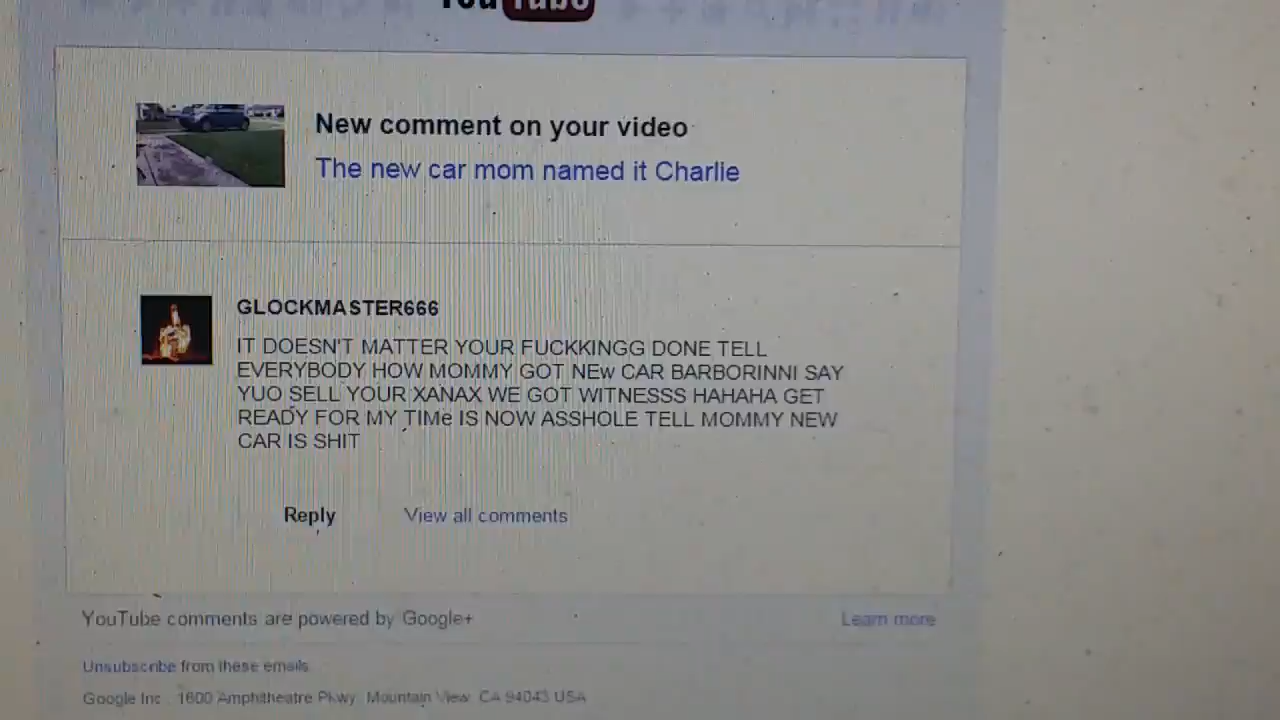 YouTube
New comment on your video
The new car mom named it Charlie
GLOCKMASTER666
IT DOESN'T MATTER YOUR FUCKKINGG DONE TELL
EVERYBODY HOW MOMMY GOT NEw CAR BARBORINNI SAY
YUO SELL YOUR XANAX WE GOT WITNESSS HAHAHA GET
READY FOR MY TIMe IS NOW ASSHOLE TELL MOMMY NEW
CAR IS SHIT
Reply View all comments
YouTube comments are powered by Google+ Learn more
Unsubscribe from these emails
Google Inc., 1600 Amphitheatre Pkwy, Mountain View, CA 94043 USA